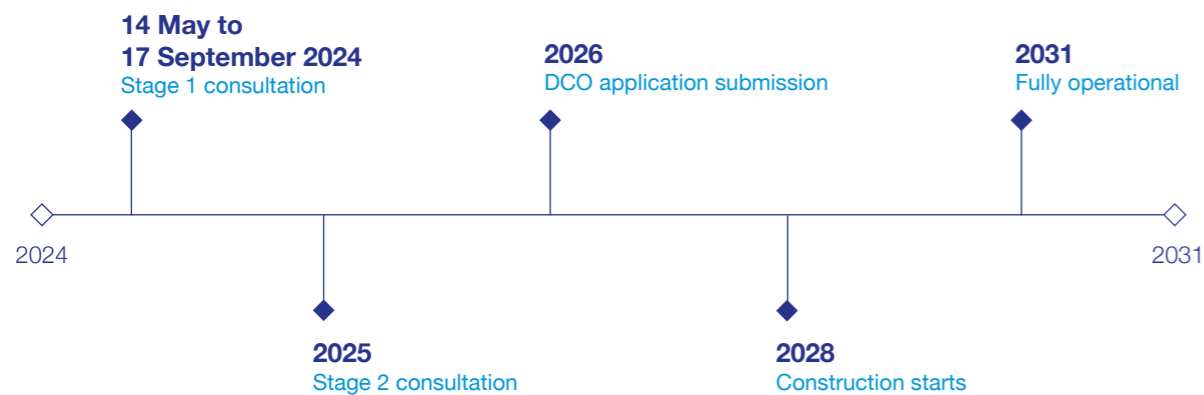 14 May to
17 September 2024
Stage 1 consultation
2026
DCO application submission
2031
Fully operational
2024
2031
2025
Stage 2 consultation
2028
Construction starts